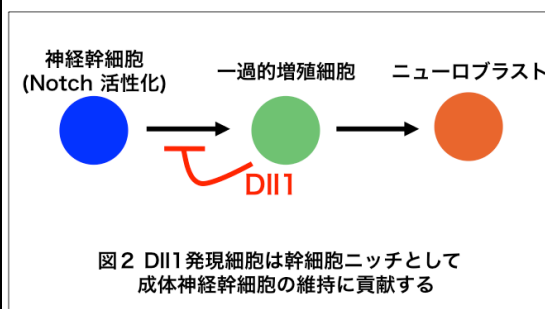 神経幹細胞
(Notch 活性化)
一過的増殖細胞
ニューロブラスト
Dll1
図2 Dll1発現細胞は幹細胞ニッチとして
成体神経幹細胞の維持に貢献する